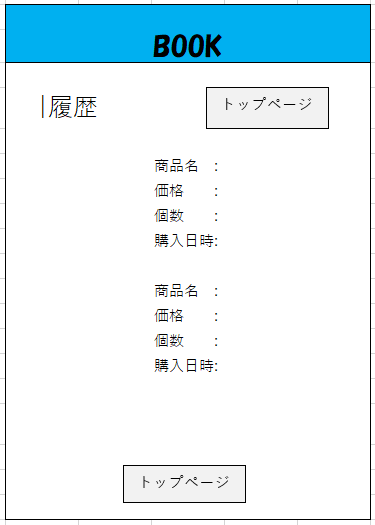 BOOK
|履歴
トップページ
商品名 :
価格 :
個数 :
購入日時:
商品名 :
価格 :
個数 :
購入日時:
トップページ